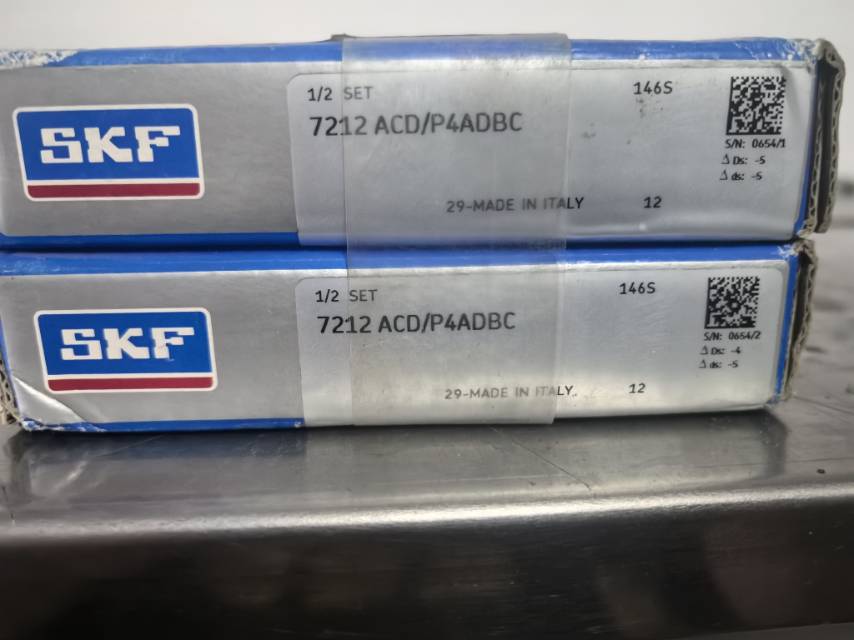 SKF
1/2 SET
146S
7212 ACD/P4ADBC
S/N: 0654/1
Δ Ds: -5
Δ ds: -5
29-MADE IN ITALY
12
SKF
1/2 SET
146S
7212 ACD/P4ADBC
S/N: 0654/2
Δ Ds: -4
Δ ds: -5
29-MADE IN ITALY
12